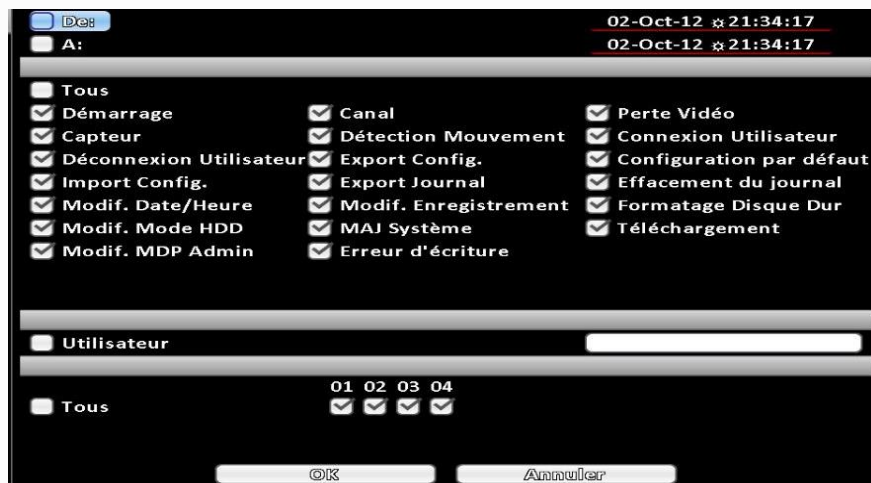 De: 02-Oct-12 21:34:17
A: 02-Oct-12 21:34:17
Tous
Démarrage Canal Perte Vidéo
Capteur Détection Mouvement Connexion Utilisateur
Déconnexion Utilisateur Export Config. Configuration par défaut
Import Config. Export Journal Effacement du journal
Modif. Date/Heure Modif. Enregistrement Formatage Disque Dur
Modif. Mode HDD MAJ Système Téléchargement
Modif. MDP Admin Erreur d'écriture
Utilisateur
01 02 03 04
Tous
OK Annuler